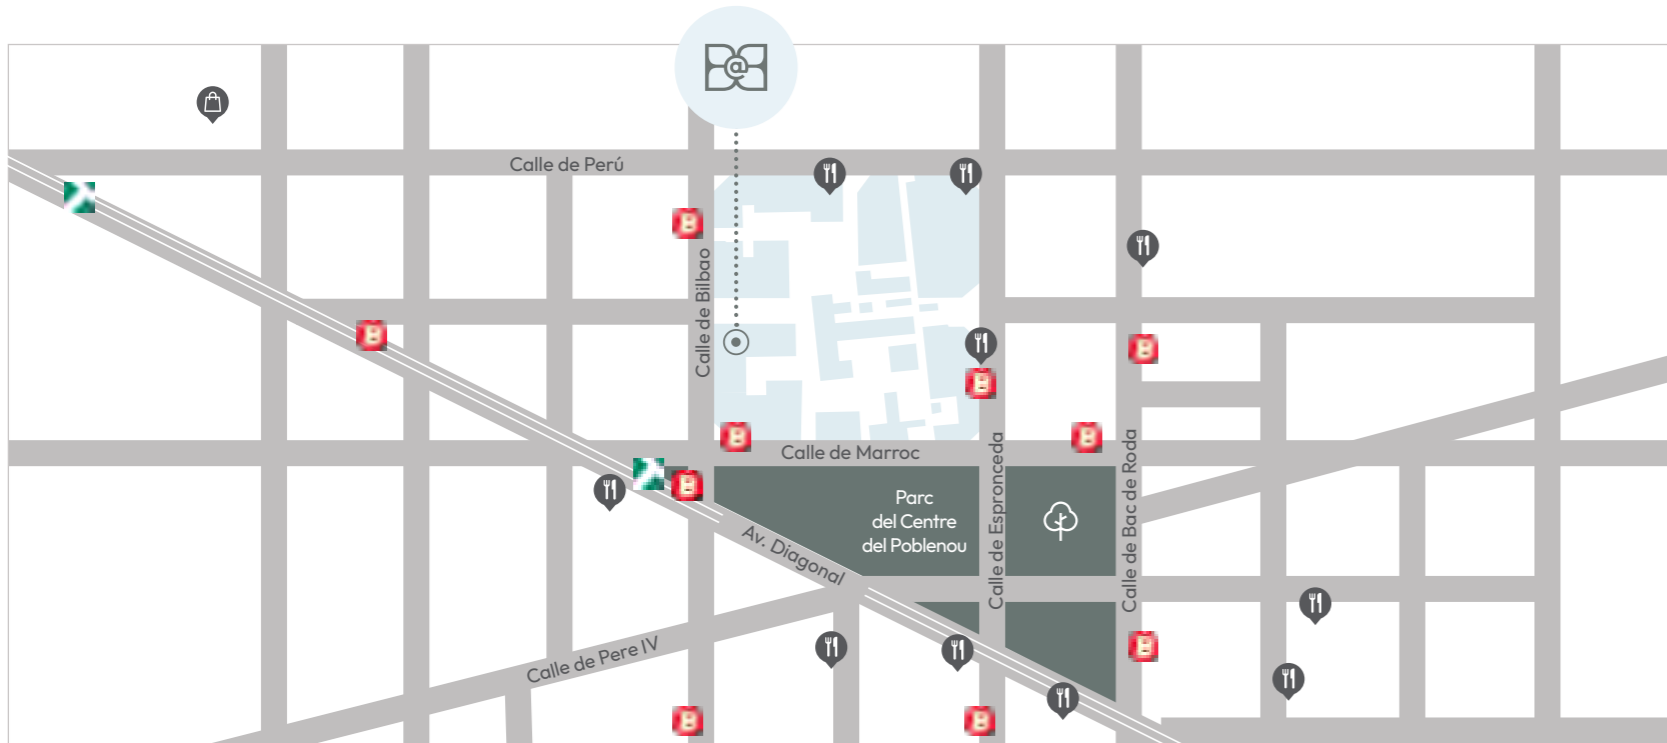 @
Calle de Perú
B
Calle de Bilbao
B
B
B
B
B
Calle de Marroc
B
Parc
del Centre
del Poblenou
Calle de Espronceda
Calle de Bac de Roda
Av. Diagonal
Calle de Pere IV
B
B
B